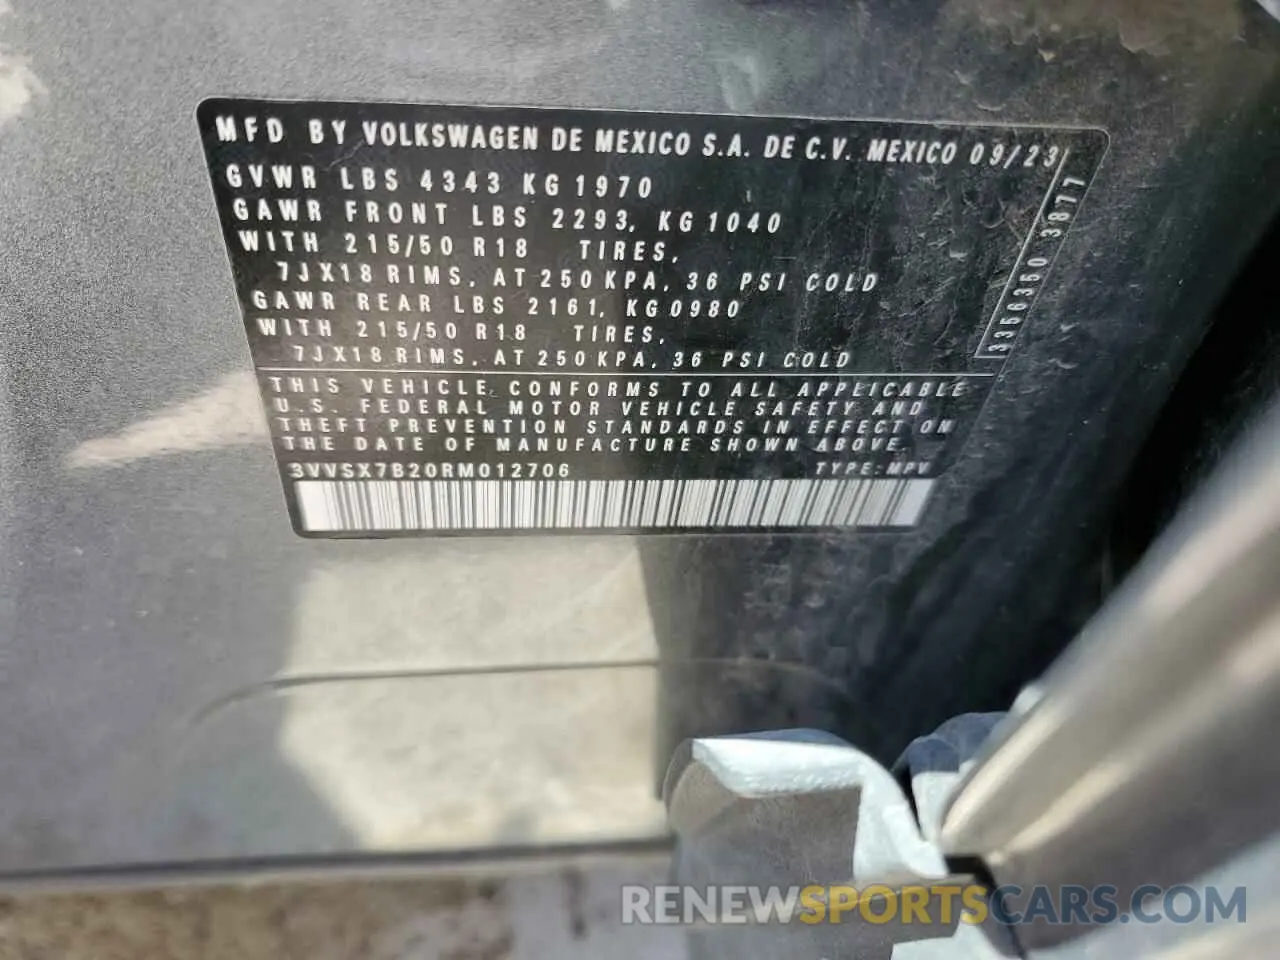 MFD BY VOLKSWAGEN DE MEXICO S.A. DE C.V. MEXICO 09/23
GVWR LBS 4343 KG 1970
GAWR FRONT LBS 2293, KG 1040
WITH 215/50 R18 TIRES,
7JX18 RIMS, AT 250 KPA, 36 PSI COLD
GAWR REAR LBS 2161, KG 0980
WITH 215/50 R18 TIRES,
7JX18 RIMS, AT 250 KPA, 36 PSI COLD
3356350 3877
THIS VEHICLE CONFORMS TO ALL APPLICABLE
U.S. FEDERAL MOTOR VEHICLE SAFETY AND
THEFT PREVENTION STANDARDS IN EFFECT ON
THE DATE OF MANUFACTURE SHOWN ABOVE.
3VVSX7B20RM012706 TYPE: MPV
RENEWSPORTSCARS.COM